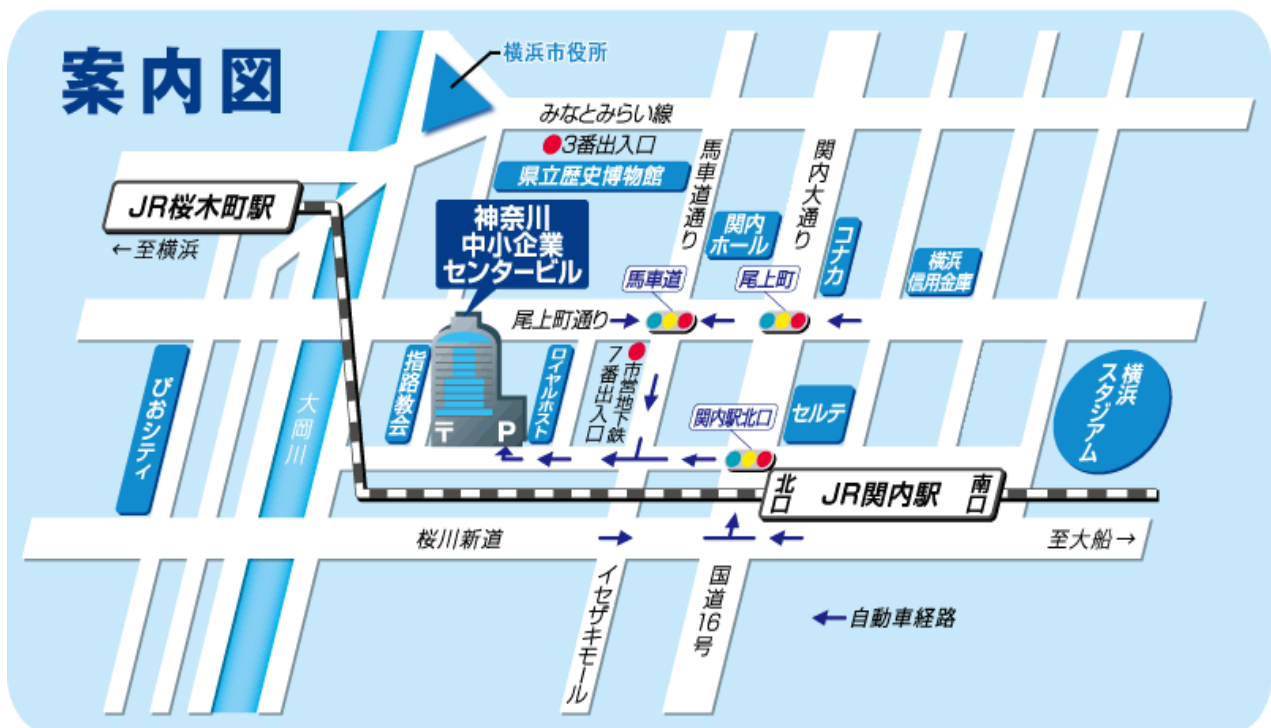 案内図
横浜市役所
みなとみらい線
3番出入口
県立歴史博物館
馬車道通り
関内大通り
JR桜木町駅
←至横浜
神奈川
中小企業
センタービル
関内
ホール
コナカ
横浜
信用金庫
馬車道
尾上町
尾上町通り
ぴおシティ
大岡川
指路教会
〒
P
ロイヤルホスト
市営地下鉄
7番出入口
関内駅北口
セルテ
横浜
スタジアム
北口
JR関内駅
南口
桜川新道
至大船→
イセザキモール
国道16号
←自動車経路